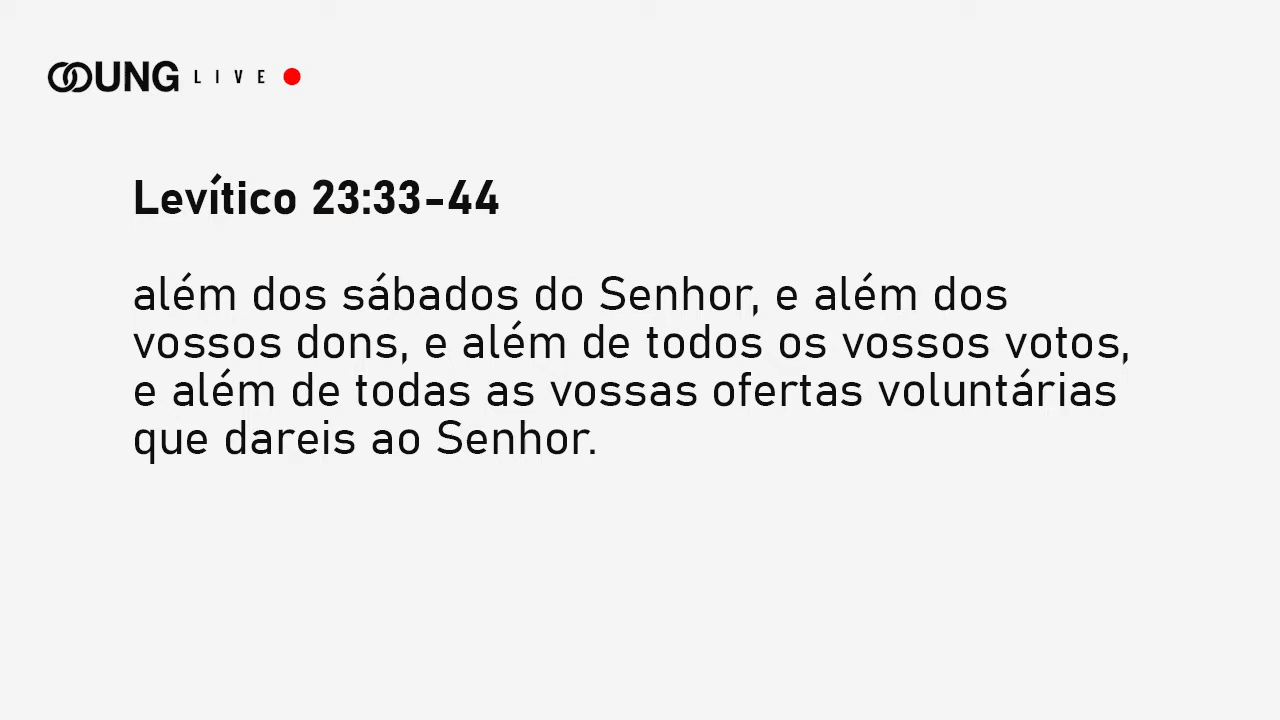 OOUNG LIVE
Levítico 23:33-44
além dos sábados do Senhor, e além dos
vossos dons, e além de todos os vossos votos,
e além de todas as vossas ofertas voluntárias
que dareis ao Senhor.